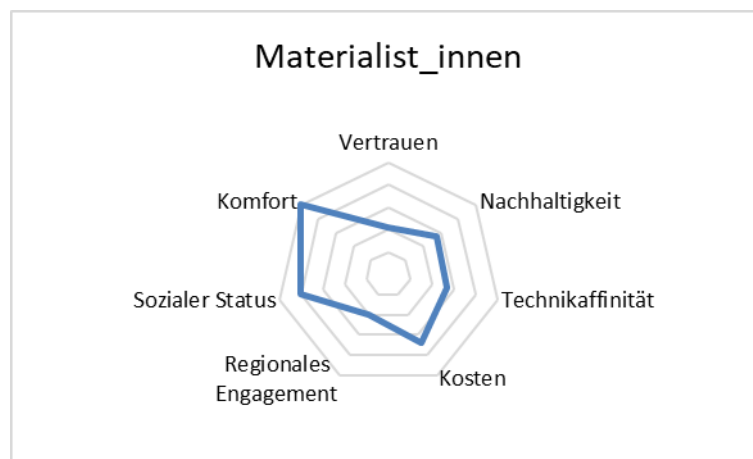 Materialist_innen
Vertrauen
Komfort
Nachhaltigkeit
Sozialer Status
Technikaffinität
Regionales
Engagement
Kosten